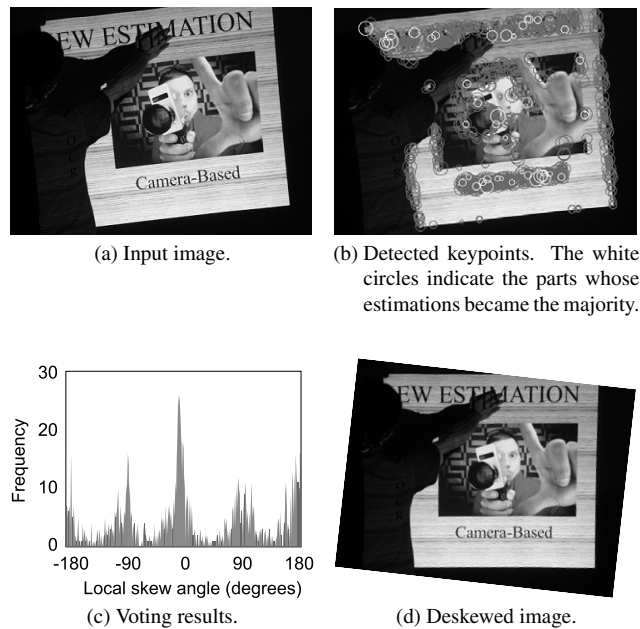 EW ESTIMATION
Camera-Based
(a) Input image.
(b) Detected keypoints. The white
circles indicate the parts whose
estimations became the majority.
30
20
10
0
Frequency
-180 -90 0 90 180
Local skew angle (degrees)
(c) Voting results.
EW ESTIMATION
Camera-Based
(d) Deskewed image.